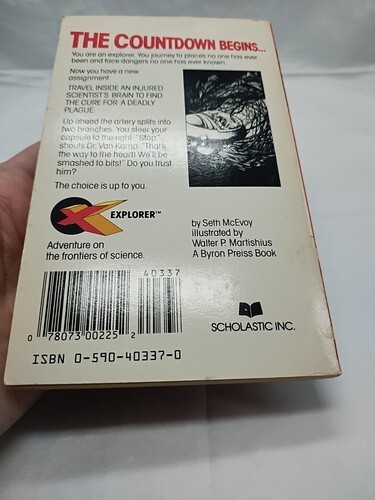 THE COUNTDOWN BEGINS...
You are an explorer. You journey to places no one has ever
been and face dangers no one has ever known.
Now you have a new
assignment.
TRAVEL INSIDE AN INJURED
SCIENTIST'S BRAIN TO FIND
THE CURE FOR A DEADLY
PLAGUE.
Up ahead the artery splits into
two branches. You steer your
capsule to the right. "Stop,"
shouts Dr. Van Kamp. "That's
the way to the heart! We'll be
smashed to bits!" Do you trust
him?
The choice is up to you.
X EXPLORER™
Adventure on
the frontiers of science.
by Seth McEvoy
illustrated by
Walter P. Martishius
A Byron Preiss Book
40337
0 78073 00225 2
SCHOLASTIC INC.
ISBN 0-590-40337-0